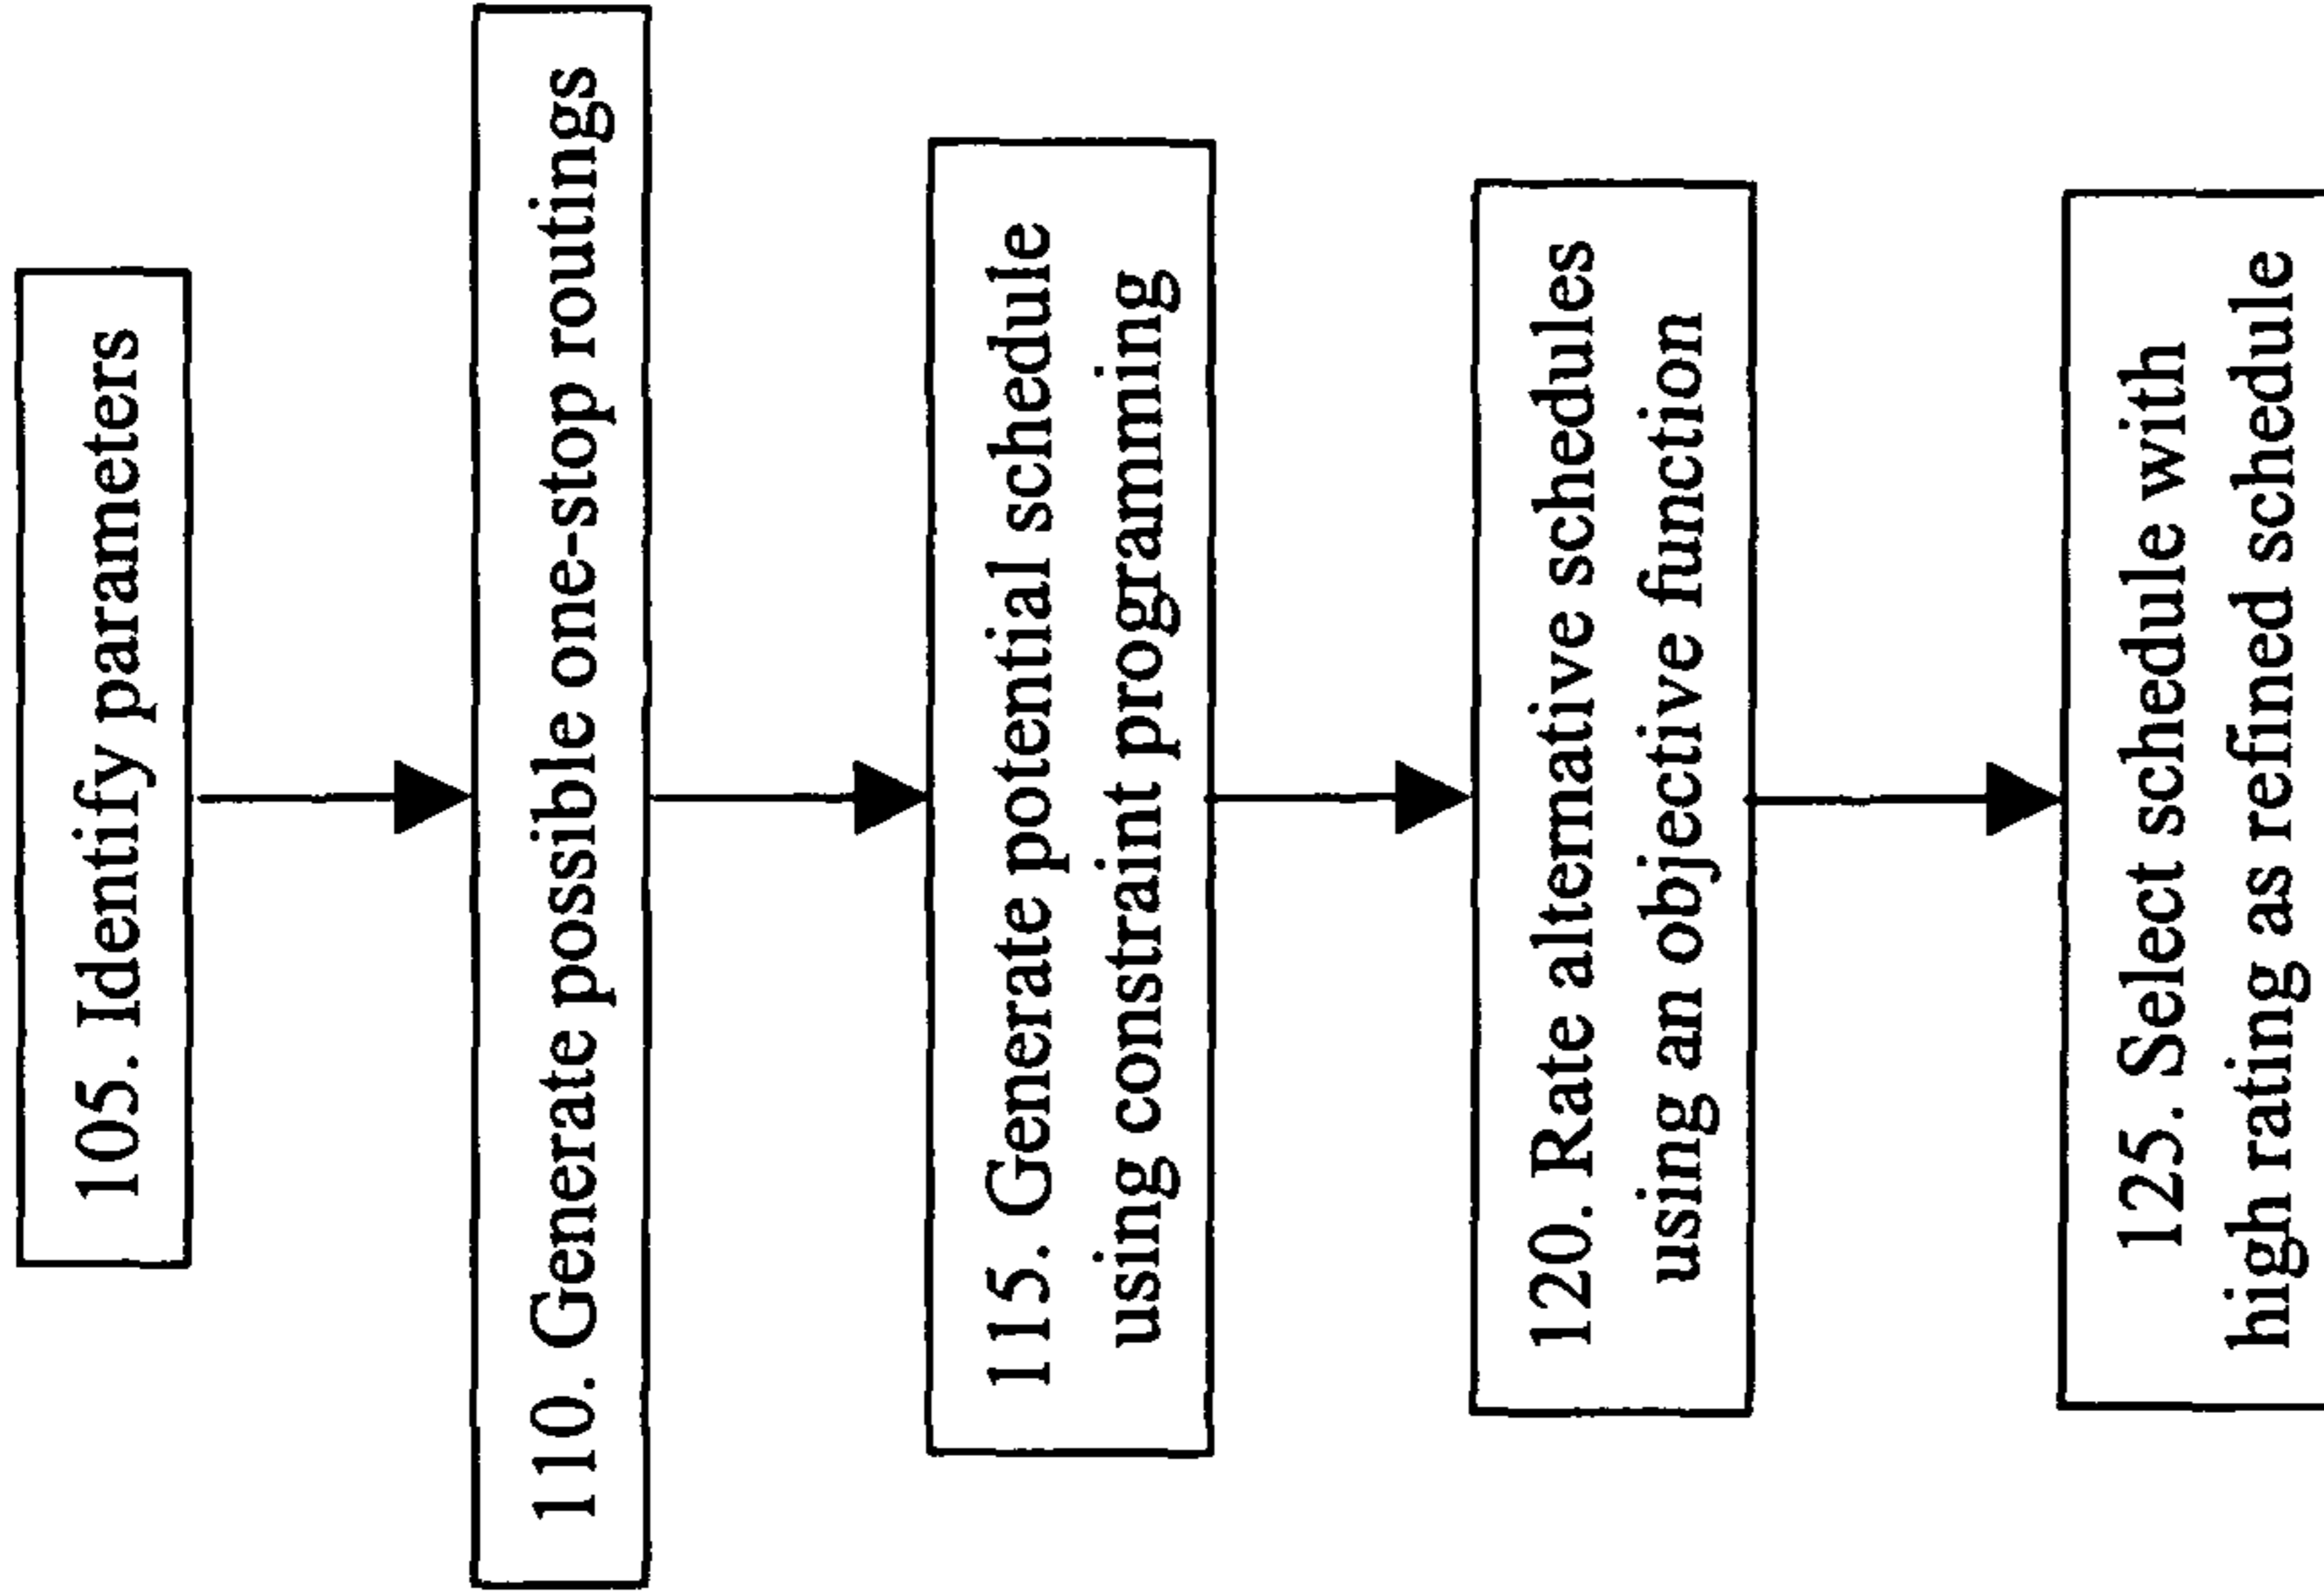 105. Identify parameters
110. Generate possible one-stop routings
115. Generate potential schedule
using constraint programming
120. Rate alternative schedules
using an objective function
125. Select schedule with
high rating as refined schedule